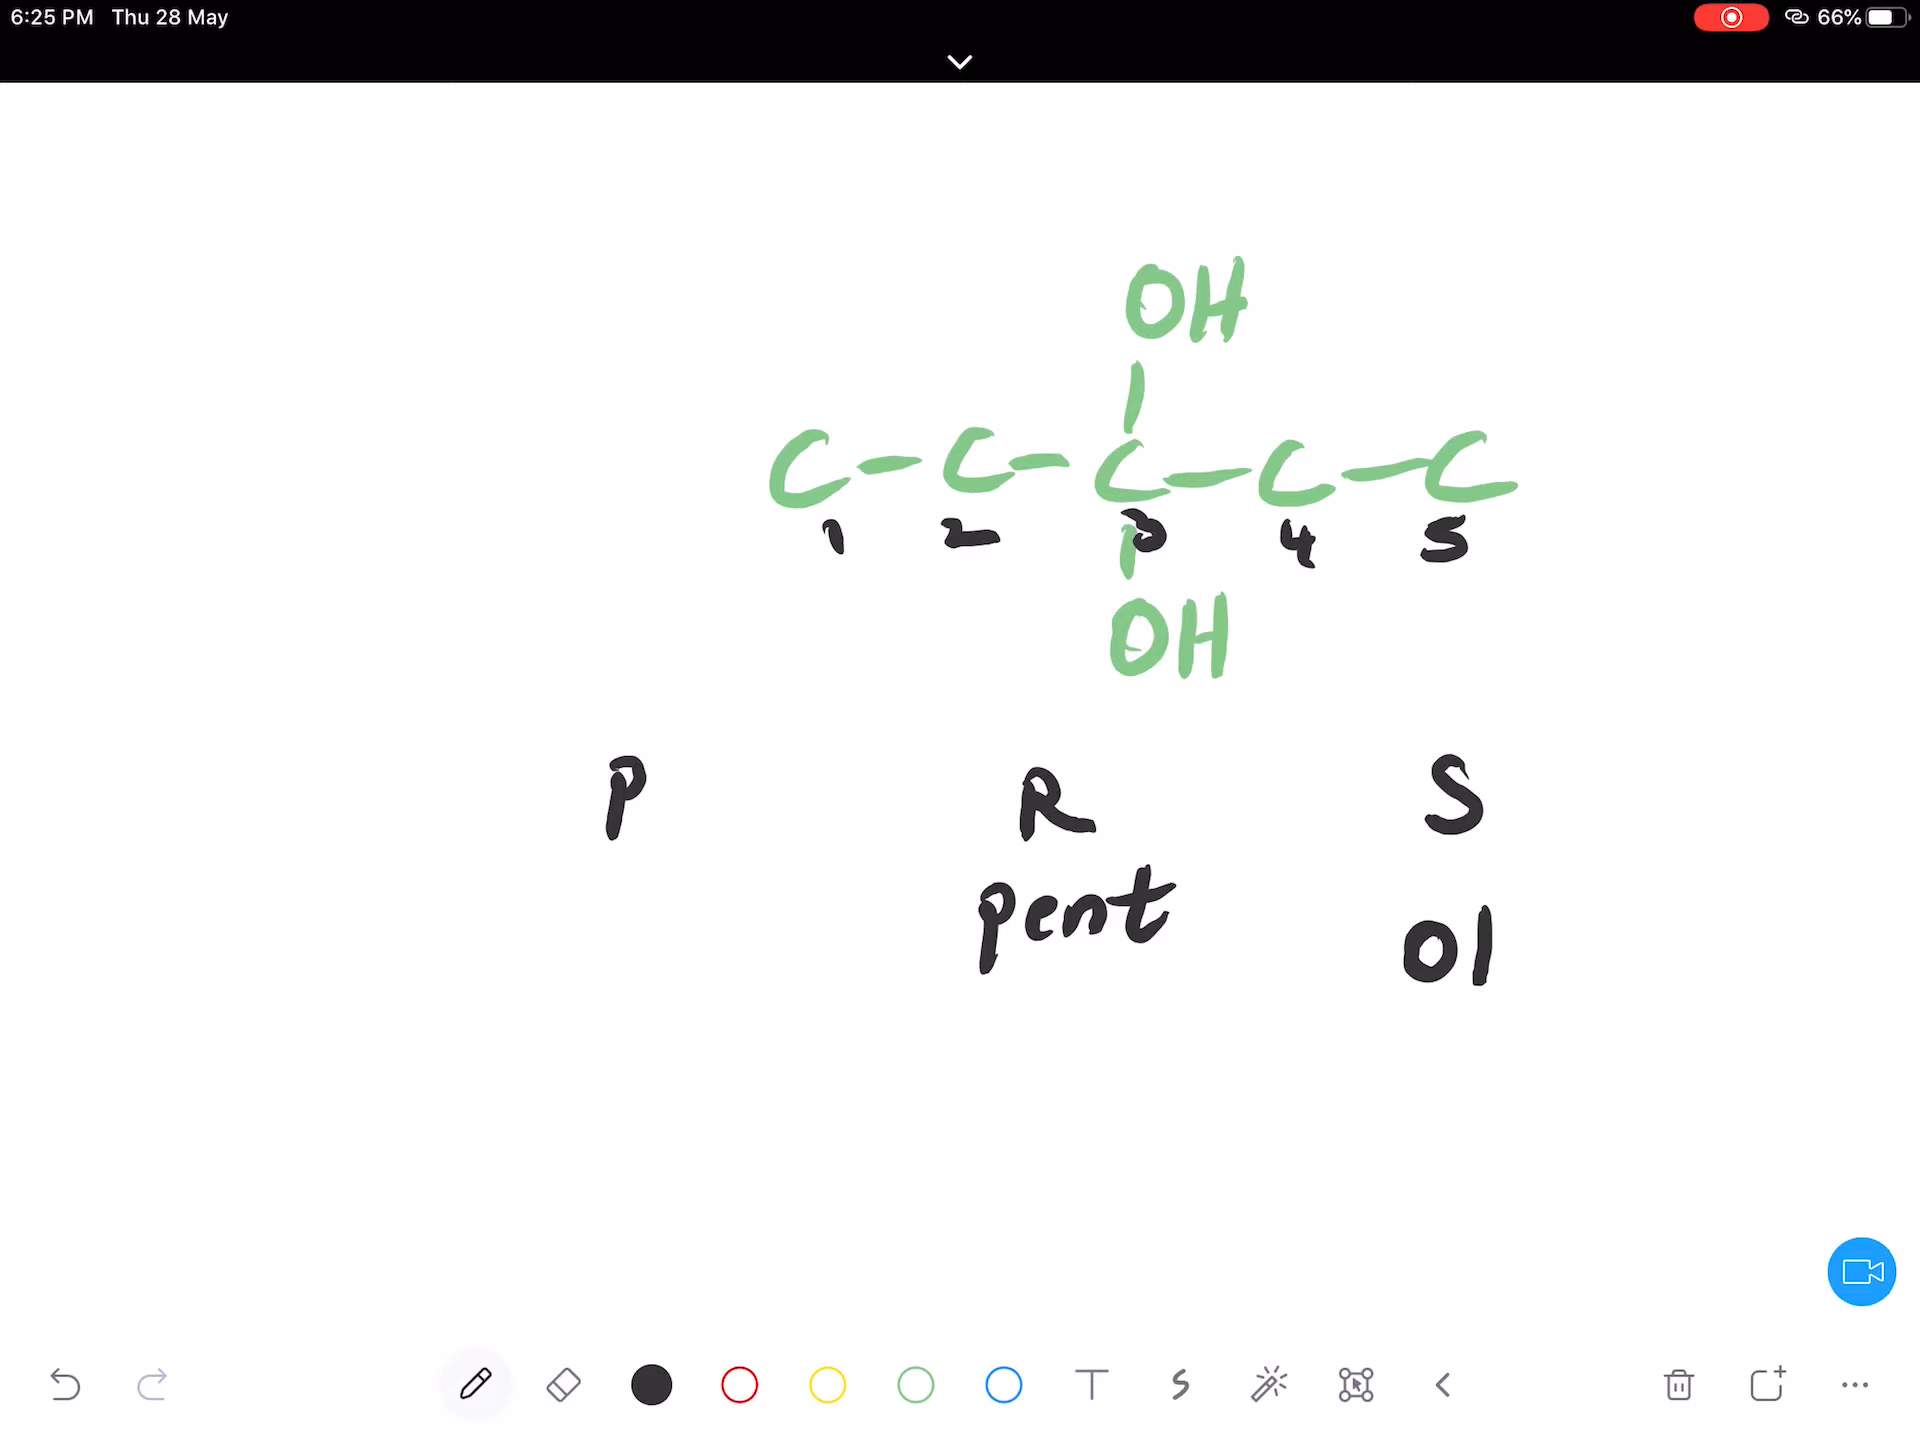 6:25 PM Thu 28 May 66%
OH
C-C-C-C-C
1 2 3 4 5
OH
P R S
pent ol
T